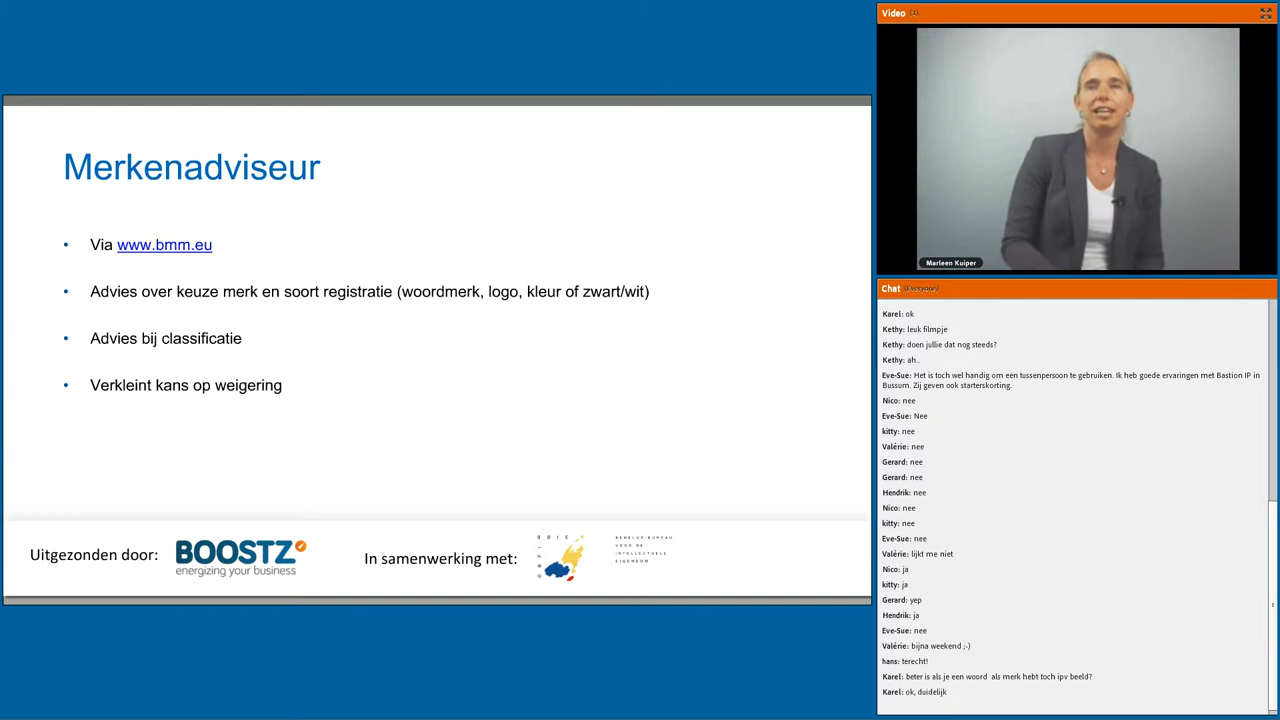 Merkenadviseur
• Via www.bmm.eu
• Advies over keuze merk en soort registratie (woordmerk, logo, kleur of zwart/wit)
• Advies bij classificatie
• Verkleint kans op weigering
Uitgezonden door:
BOOSTZ
energizing your business
In samenwerking met:
BBIE
BENELUX-BUREAU
VOOR DE
INTELLECTUELE
EIGENDOM
Video (1)
Marleen Kuiper
Chat (Everyone)
Karel: ok
Kethy: leuk filmpje
Kethy: doen jullie dat nog steeds?
Kethy: ah..
Eve-Sue: Het is toch wel handig om een tussenpersoon te gebruiken. Ik heb goede ervaringen met Bastion IP in
Bussum. Zij geven ook starterskorting.
Nico: nee
Eve-Sue: Nee
kitty: nee
Valérie: nee
Gerard: nee
Gerard: nee
Hendrik: nee
Nico: nee
kitty: nee
Eve-Sue: nee
Valérie: lijkt me niet
Nico: ja
kitty: ja
Gerard: yep
Hendrik: ja
Eve-Sue: nee
Valérie: bijna weekend ;-)
hans: terecht!
Karel: beter is als je een woord als merk hebt toch ipv beeld?
Karel: ok, duidelijk